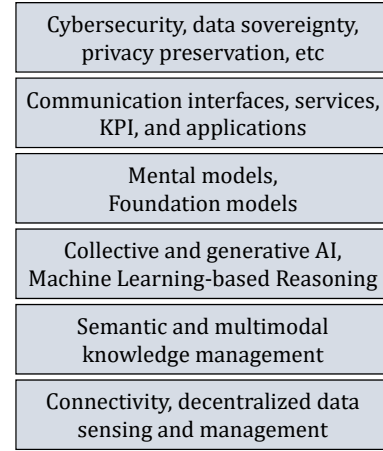 Cybersecurity, data sovereignty,
privacy preservation, etc
Communication interfaces, services,
KPI, and applications
Mental models,
Foundation models
Collective and generative AI,
Machine Learning-based Reasoning
Semantic and multimodal
knowledge management
Connectivity, decentralized data
sensing and management